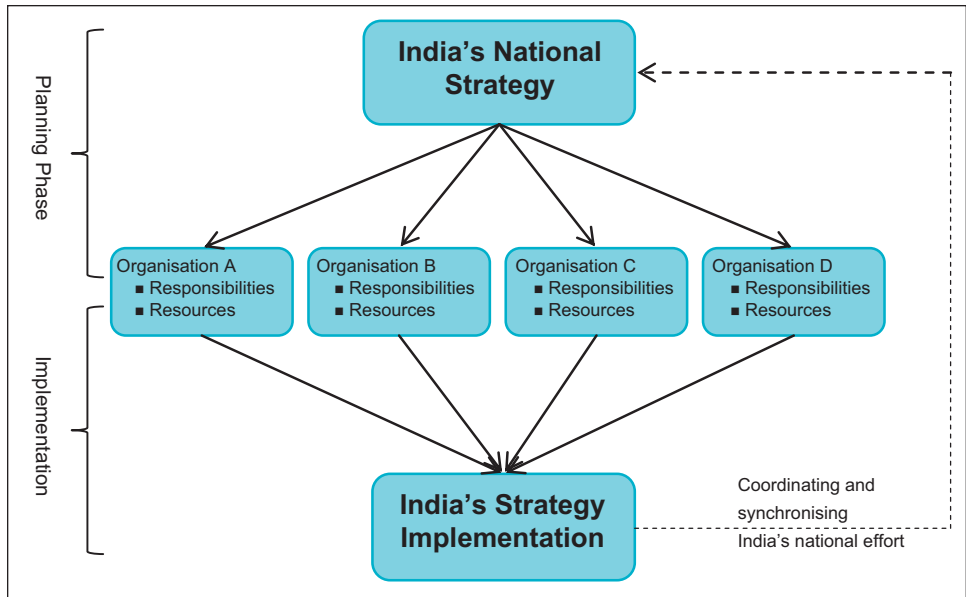 India's National
Strategy
Planning Phase
Organisation A
■ Responsibilities
■ Resources
Organisation B
■ Responsibilities
■ Resources
Organisation C
■ Responsibilities
■ Resources
Organisation D
■ Responsibilities
■ Resources
Implementation
India's Strategy
Implementation
Coordinating and
synchronising
India's national effort